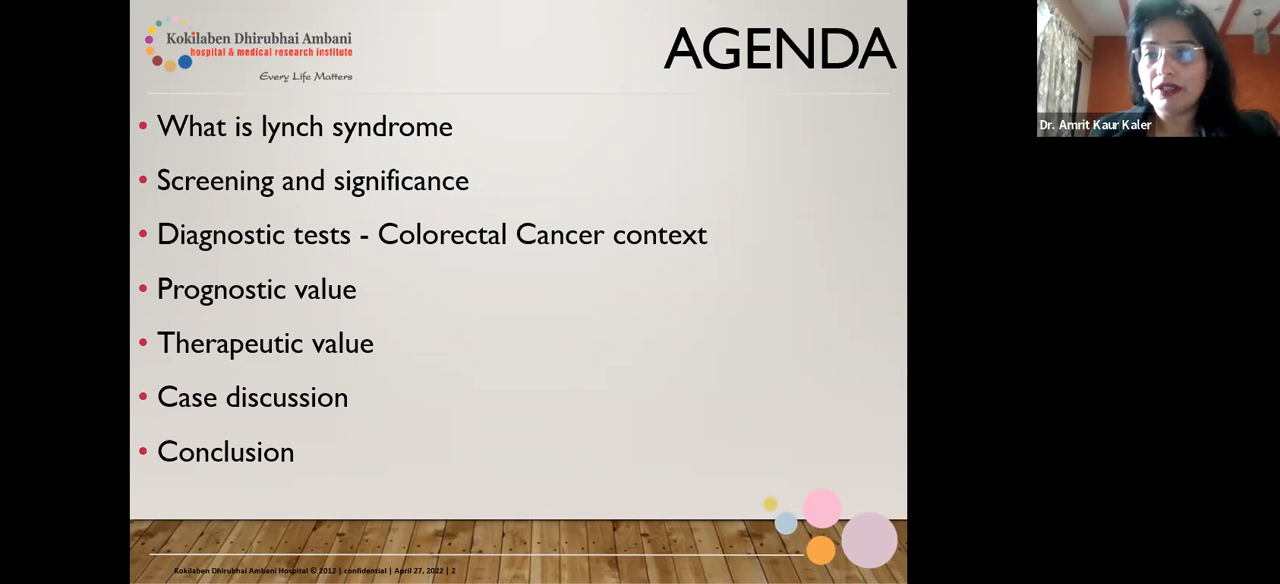 Kokilaben Dhirubhai Ambani
hospital & medical research institute
Every Life Matters
AGENDA
• What is lynch syndrome
• Screening and significance
• Diagnostic tests - Colorectal Cancer context
• Prognostic value
• Therapeutic value
• Case discussion
• Conclusion
Kokilaben Dhirubhai Ambani Hospital © 2012 | confidential | April 27, 2022 | 2
Dr. Amrit Kaur Kaler